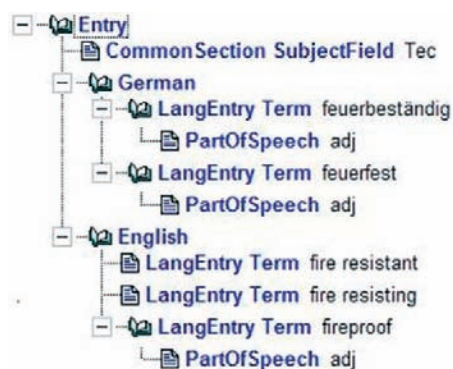 Entry
CommonSection SubjectField Tec
German
LangEntry Term feuerbeständig
PartOfSpeech adj
LangEntry Term feuerfest
PartOfSpeech adj
English
LangEntry Term fire resistant
LangEntry Term fire resisting
LangEntry Term fireproof
PartOfSpeech adj